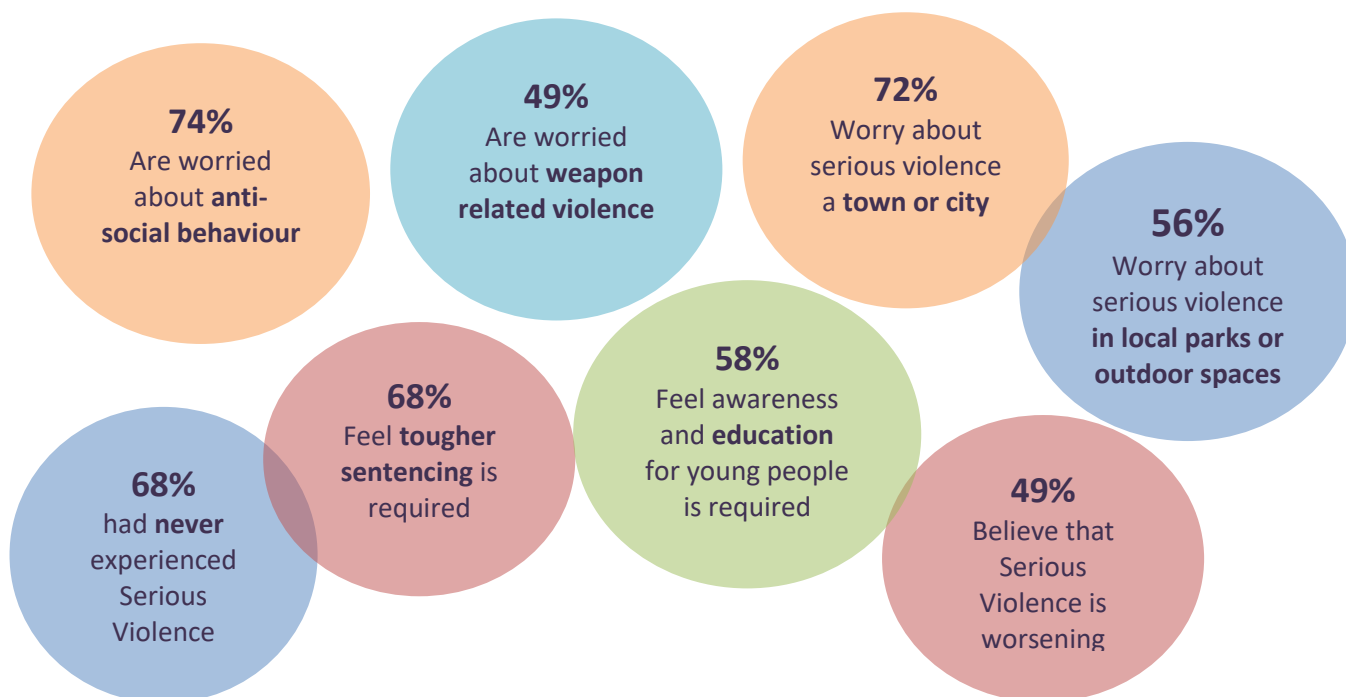 74%
Are worried
about anti-
social behaviour
49%
Are worried
about weapon
related violence
72%
Worry about
serious violence
a town or city
56%
Worry about
serious violence
in local parks or
outdoor spaces
68%
had never
experienced
Serious
Violence
68%
Feel tougher
sentencing is
required
58%
Feel awareness
and education
for young people
is required
49%
Believe that
Serious
Violence is
worsening